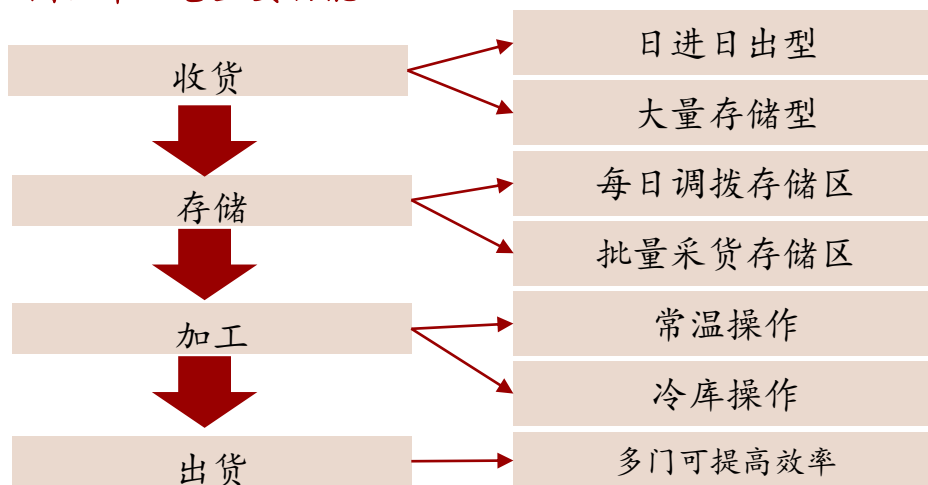 收货
日进日出型
大量存储型
存储
每日调拨存储区
批量采货存储区
加工
常温操作
冷库操作
出货
多门可提高效率